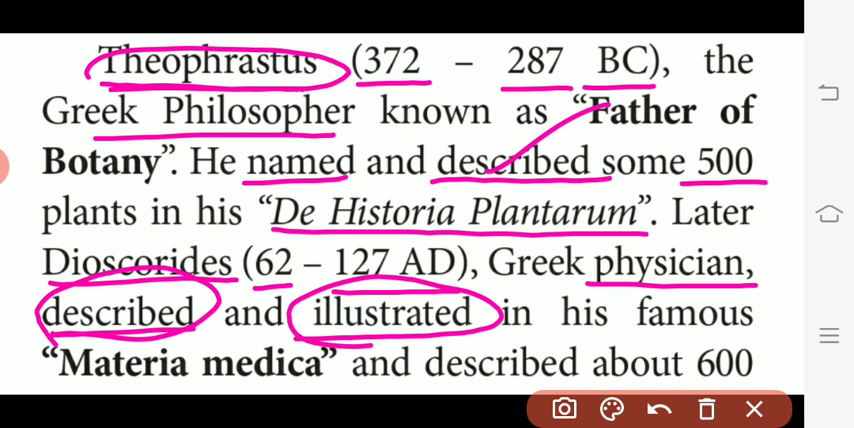 Theophrastus (372 – 287 BC), the
Greek Philosopher known as “Father of
Botany”. He named and described some 500
plants in his “De Historia Plantarum”. Later
Dioscorides (62 – 127 AD), Greek physician,
described and illustrated in his famous
“Materia medica” and described about 600